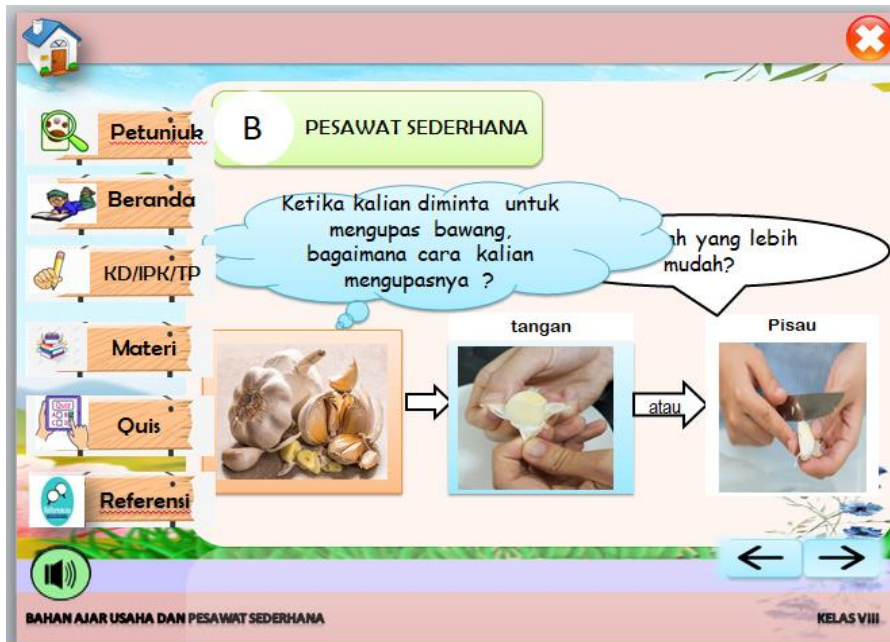 Petunjuk
Beranda
KD/IPK/TP
Materi
Quis
Referensi
B
PESAWAT SEDERHANA
Ketika kalian diminta untuk
mengupas bawang,
bagaimana cara kalian
mengupasnya ?
yang lebih
mudah?
tangan
atau
Pisau
BAHAN AJAR USAHA DAN PESAWAT SEDERHANA
KELAS VIII